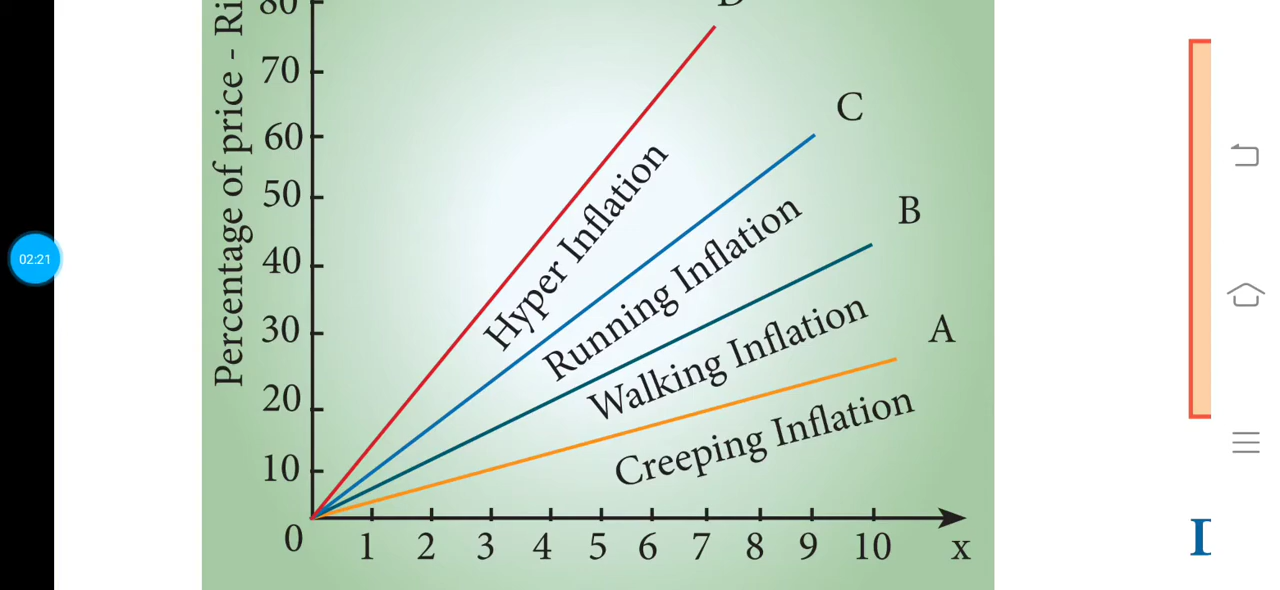 80
D
Percentage of price - Ri
70
C
60
50
B
40
Hyper Inflation
Running Inflation
30
Walking Inflation
A
20
Creeping Inflation
10
0
1 2 3 4 5 6 7 8 9 10 x
02:21
I